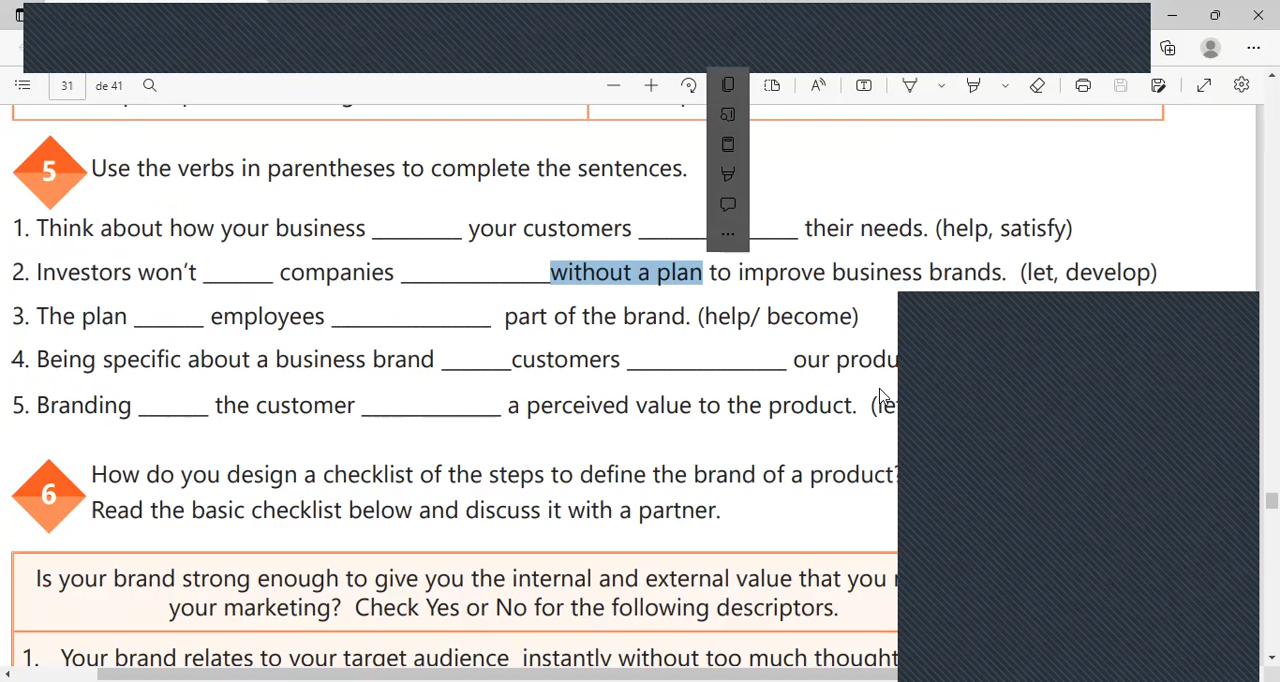 31 de 41
5 Use the verbs in parentheses to complete the sentences.
1. Think about how your business ________ your customers ______ ____ their needs. (help, satisfy)
2. Investors won't ______ companies ______________without a plan to improve business brands. (let, develop)
3. The plan ______ employees ______________ part of the brand. (help/ become)
4. Being specific about a business brand ______customers ______________ our
5. Branding ______ the customer ____________ a perceived value to the product.
How do you design a checklist of the steps to define the brand of a product?
6 Read the basic checklist below and discuss it with a partner.
Is your brand strong enough to give you the internal and external value that you
your marketing? Check Yes or No for the following descriptors.
1. Your brand relates to your target audience instantly without too much thought